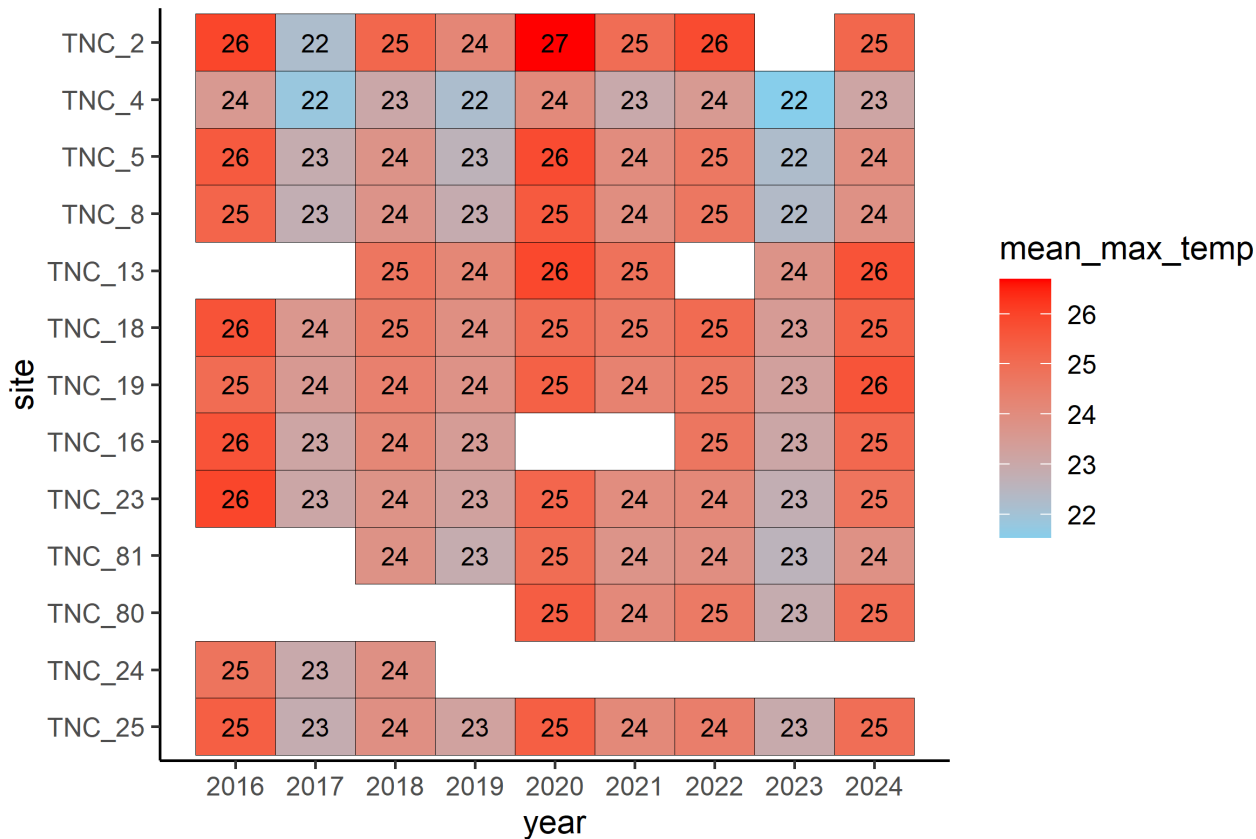 TNC_2 26 22 25 24 27 25 26 25
TNC_4 24 22 23 22 24 23 24 22 23
TNC_5 26 23 24 23 26 24 25 22 24
TNC_8 25 23 24 23 25 24 25 22 24
TNC_13 25 24 26 25 24 26
TNC_18 26 24 25 24 25 25 25 23 25
TNC_19 25 24 24 24 25 24 25 23 26
TNC_16 26 23 24 23 25 23 25
TNC_23 26 23 24 23 25 24 24 23 25
TNC_81 24 23 25 24 24 23 24
TNC_80 25 24 25 23 25
TNC_24 25 23 24
TNC_25 25 23 24 23 25 24 24 23 25
2016 2017 2018 2019 2020 2021 2022 2023 2024
year
site
mean_max_temp
26
25
24
23
22